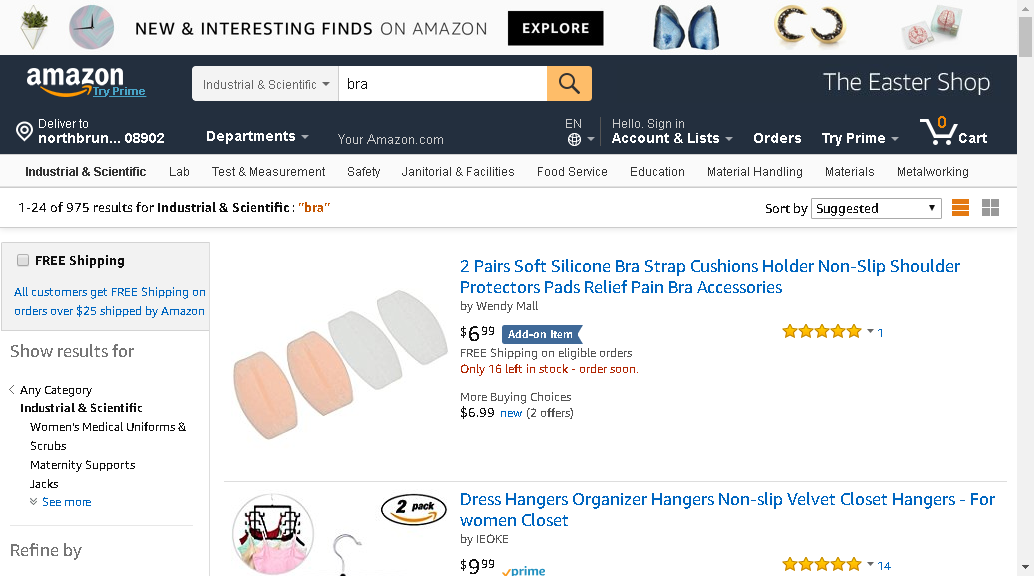 NEW & INTERESTING FINDS ON AMAZON EXPLORE
amazon
Try Prime
Industrial & Scientific bra
The Easter Shop
Deliver to
northbrun... 08902
Departments
Your Amazon.com
EN
Hello. Sign in
Account & Lists
Orders
Try Prime
0
Cart
Industrial & Scientific Lab Test & Measurement Safety Janitorial & Facilities Food Service Education Material Handling Materials Metalworking
1-24 of 975 results for Industrial & Scientific : "bra"
Sort by Suggested
FREE Shipping
All customers get FREE Shipping on
orders over $25 shipped by Amazon
Show results for
Any Category
Industrial & Scientific
Women's Medical Uniforms &
Scrubs
Maternity Supports
Jacks
See more
Refine by
2 Pairs Soft Silicone Bra Strap Cushions Holder Non-Slip Shoulder
Protectors Pads Relief Pain Bra Accessories
by Wendy Mall
$6 99 Add-on Item
1
FREE Shipping on eligible orders
Only 16 left in stock - order soon.
More Buying Choices
$6.99 new (2 offers)
2 pack
Dress Hangers Organizer Hangers Non-slip Velvet Closet Hangers - For
women Closet
by IEOKE
$9 99 prime
14